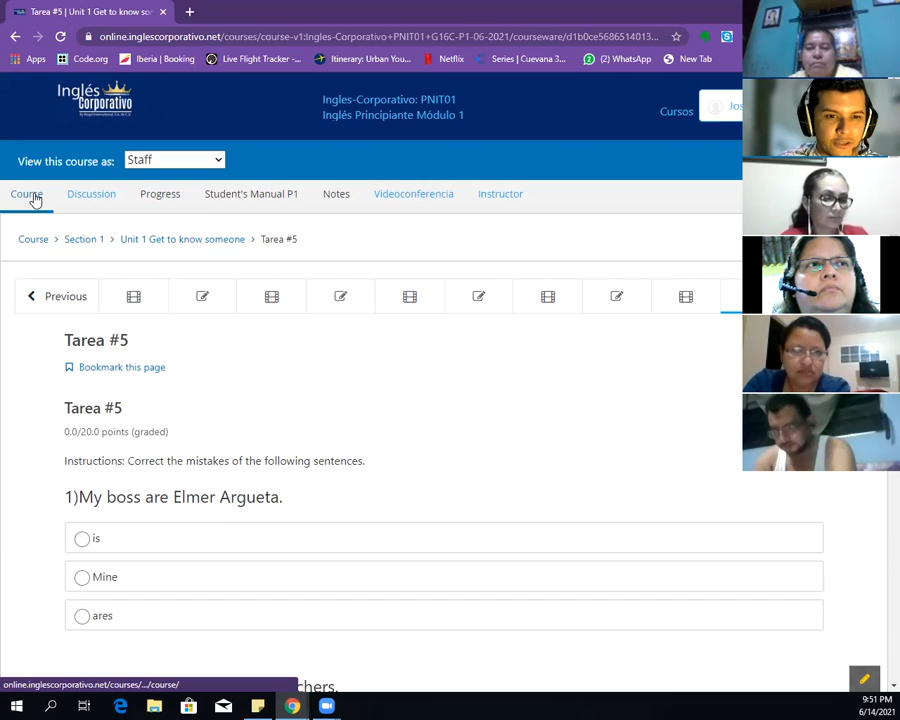 Tarea #5 | Unit 1 Get to know so
online.inglescorporativo.net/courses/course-v1:Ingles-Corporativo+PNIT01+G16C-P1-06-2021/courseware/d1b0ce5686514013...
Apps
Code.org
Iberia | Booking
Live Flight Tracker -...
Itinerary: Urban You...
Netflix
Series | Cuevana 3...
(2) WhatsApp
New Tab
Inglés
Corporativo
Ingles-Corporativo: PNIT01
Inglés Principiante Módulo 1
Cursos
Jos
View this course as:
Staff
Course
Discussion
Progress
Student's Manual P1
Notes
Videoconferencia
Instructor
Course > Section 1 > Unit 1 Get to know someone > Tarea #5
Previous
Tarea #5
Bookmark this page
Tarea #5
0.0/20.0 points (graded)
Instructions: Correct the mistakes of the following sentences.
1)My boss are Elmer Argueta.
is
Mine
ares
chers.
online.inglescorporativo.net/courses/.../course/
9:51 PM
6/14/2021